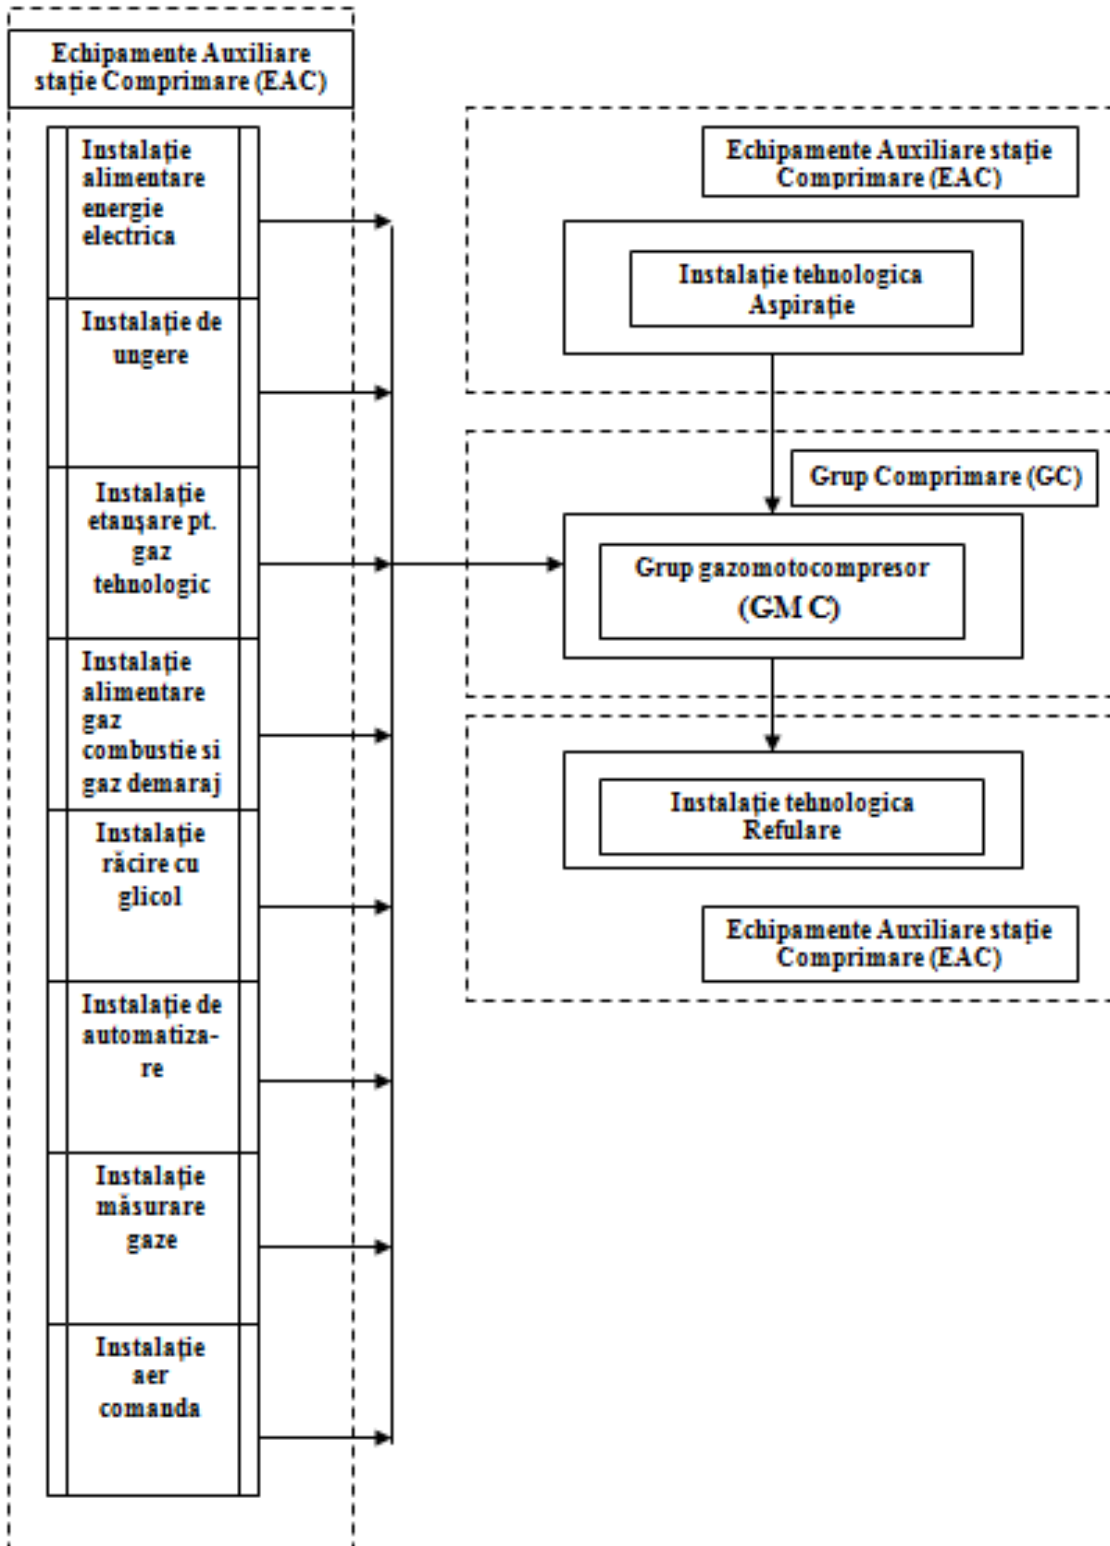 Echipamente Auxiliare
stație Comprimare (EAC)
Instalație
alimentare
energie
electrica
Instalație de
ungere
Instalație
etanșare pt.
gaz
tehnologic
Instalație
alimentare
gaz
combustie si
gaz demaraj
Instalație
răcire cu
glicol
Instalație de
automatiza-
re
Instalație
măsurare
gaze
Instalație
aer
comanda
Echipamente Auxiliare stație
Comprimare (EAC)
Instalație tehnologica
Aspirație
Grup Comprimare (GC)
Grup gazomotocompresor
(GM C)
Instalație tehnologica
Refulare
Echipamente Auxiliare stație
Comprimare (EAC)